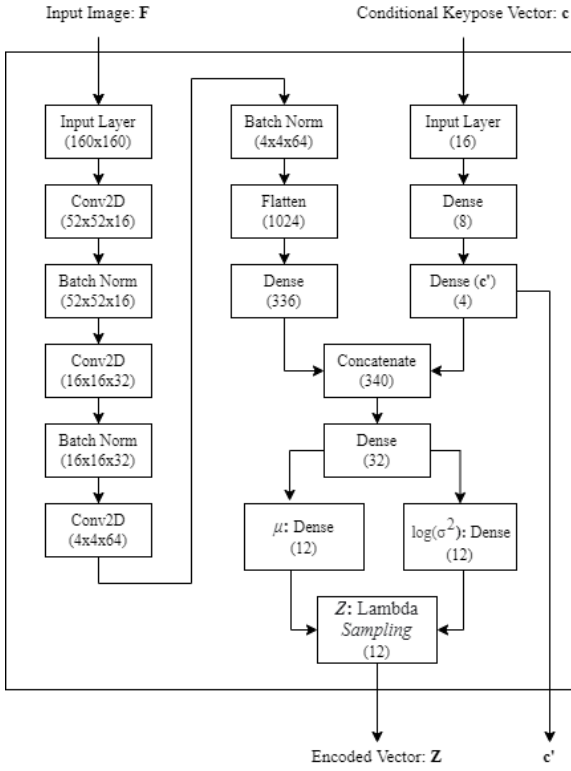 Input Image: F
Conditional Keypose Vector: c
Input Layer
(160x160)
Conv2D
(52x52x16)
Batch Norm
(52x52x16)
Conv2D
(16x16x32)
Batch Norm
(16x16x32)
Conv2D
(4x4x64)
Batch Norm
(4x4x64)
Flatten
(1024)
Dense
(336)
Input Layer
(16)
Dense
(8)
Dense (c')
(4)
Concatenate
(340)
Dense
(32)
μ: Dense
(12)
log(σ²): Dense
(12)
Z: Lambda
Sampling
(12)
Encoded Vector: Z
c'